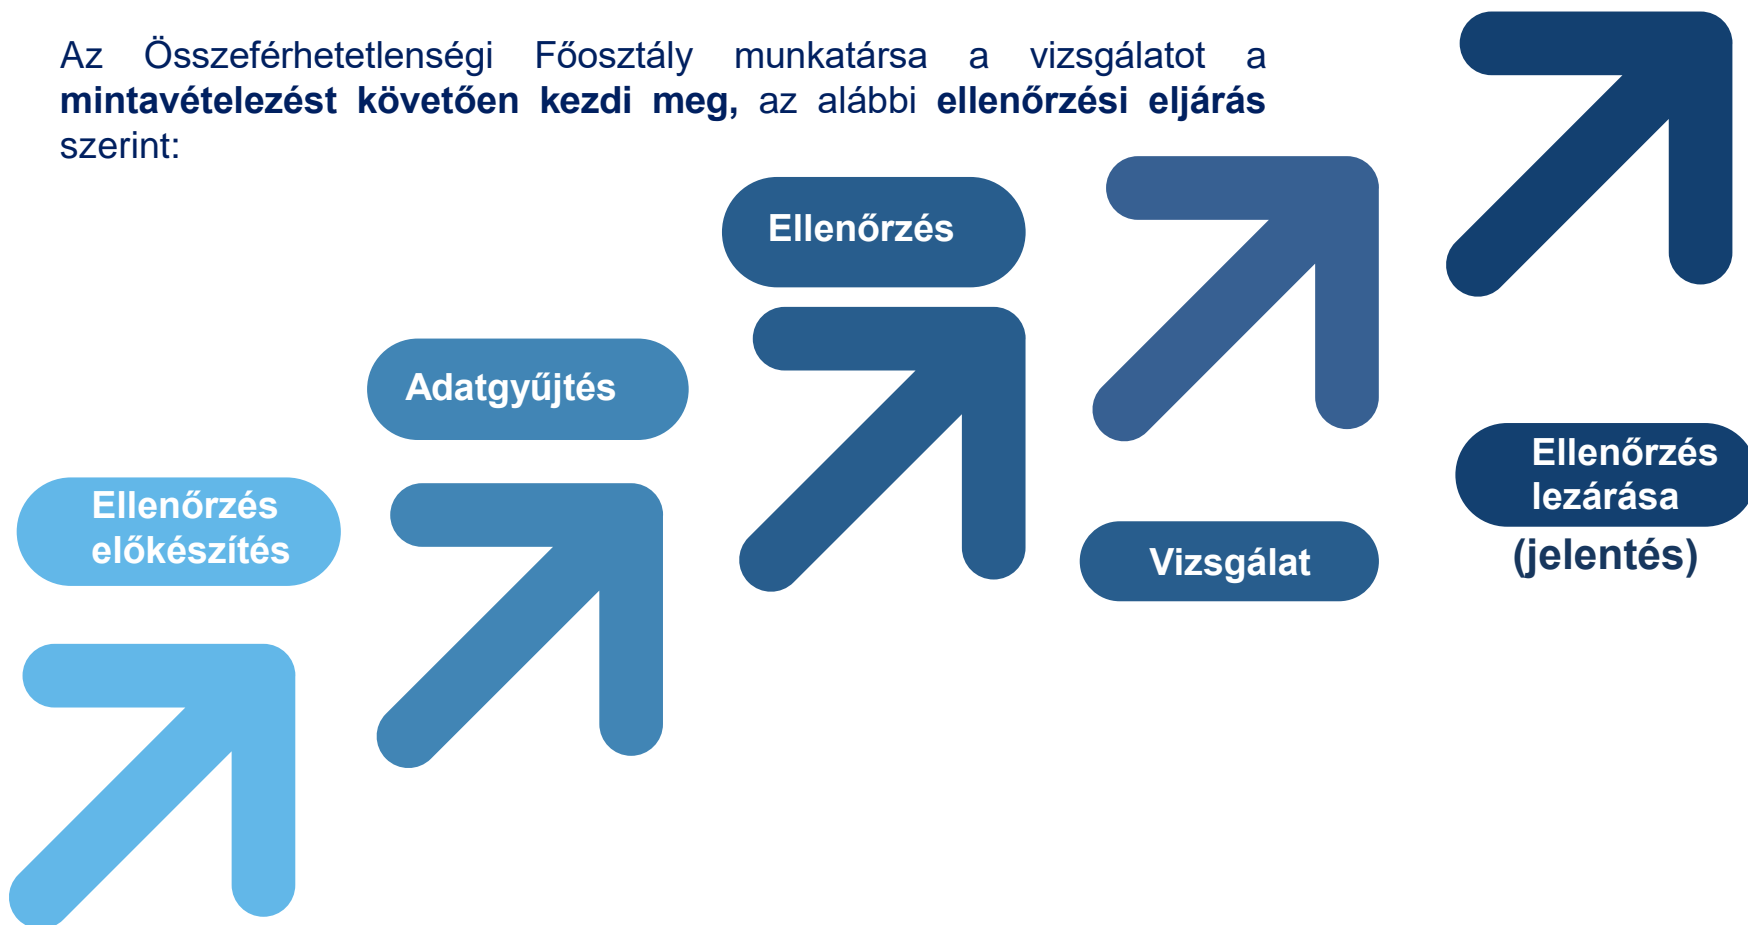 Az Összeférhetetlenségi Főosztály munkatársa a vizsgálatot a
mintavételezést követően kezdi meg, az alábbi ellenőrzési eljárás
szerint:
Ellenőrzés
előkészítés
Adatgyűjtés
Ellenőrzés
Vizsgálat
Ellenőrzés
lezárása
(jelentés)